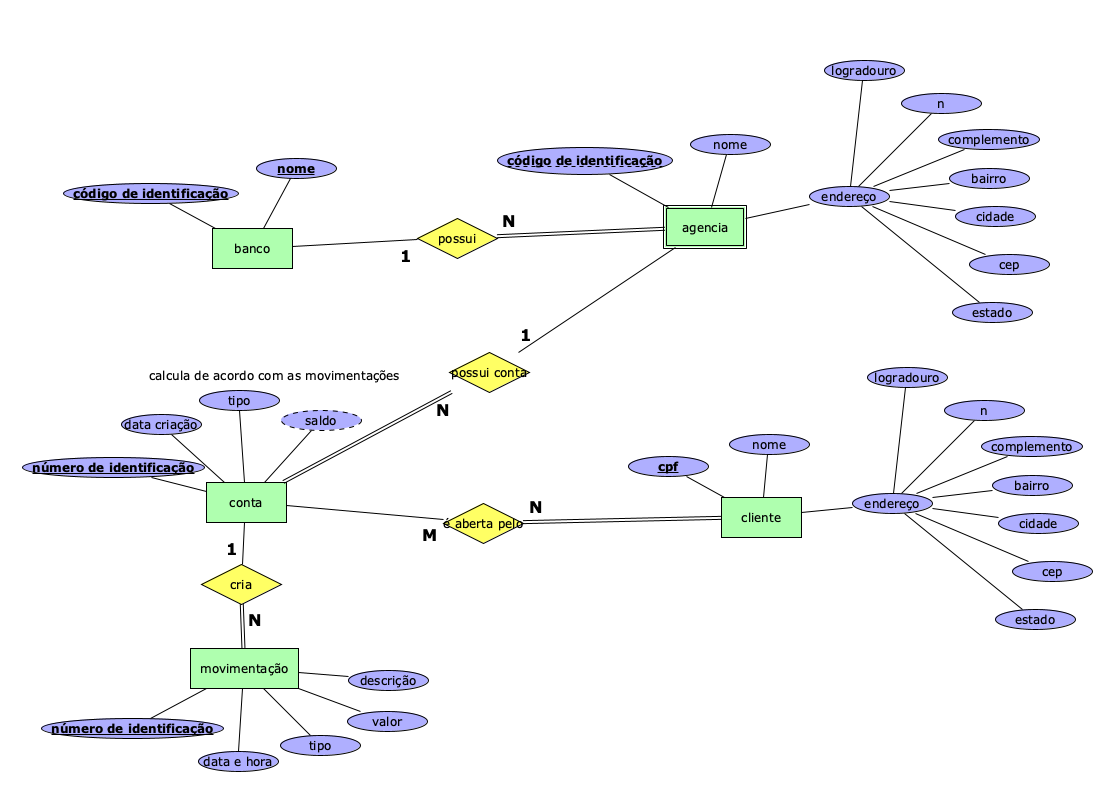 logradouro
n
complemento
bairro
cidade
cep
estado
endereço
código de identificação
nome
agencia
código de identificação
nome
banco
possui
1
N
1
possui conta
N
calcula de acordo com as movimentações
tipo
saldo
data criação
número de identificação
conta
M
é aberta pelo
N
cpf
nome
cliente
logradouro
n
complemento
bairro
cidade
cep
estado
endereço
1
cria
N
movimentação
descrição
número de identificação
valor
tipo
data e hora